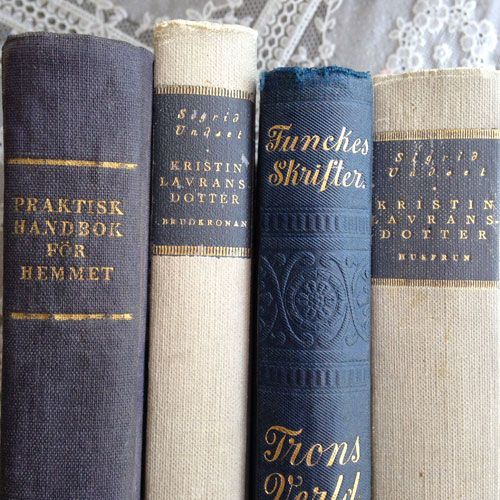 PRAKTISK
HANDBOK
FÖR
HEMMET
Sigrid
Undset
KRISTIN
LAVRANS
DOTTER
BRUDKRONAN
Funckes
Skrifter.
Trons
Verld
Sigrid
Undset
KRISTIN
LAVRANS
DOTTER
HUSFRUN